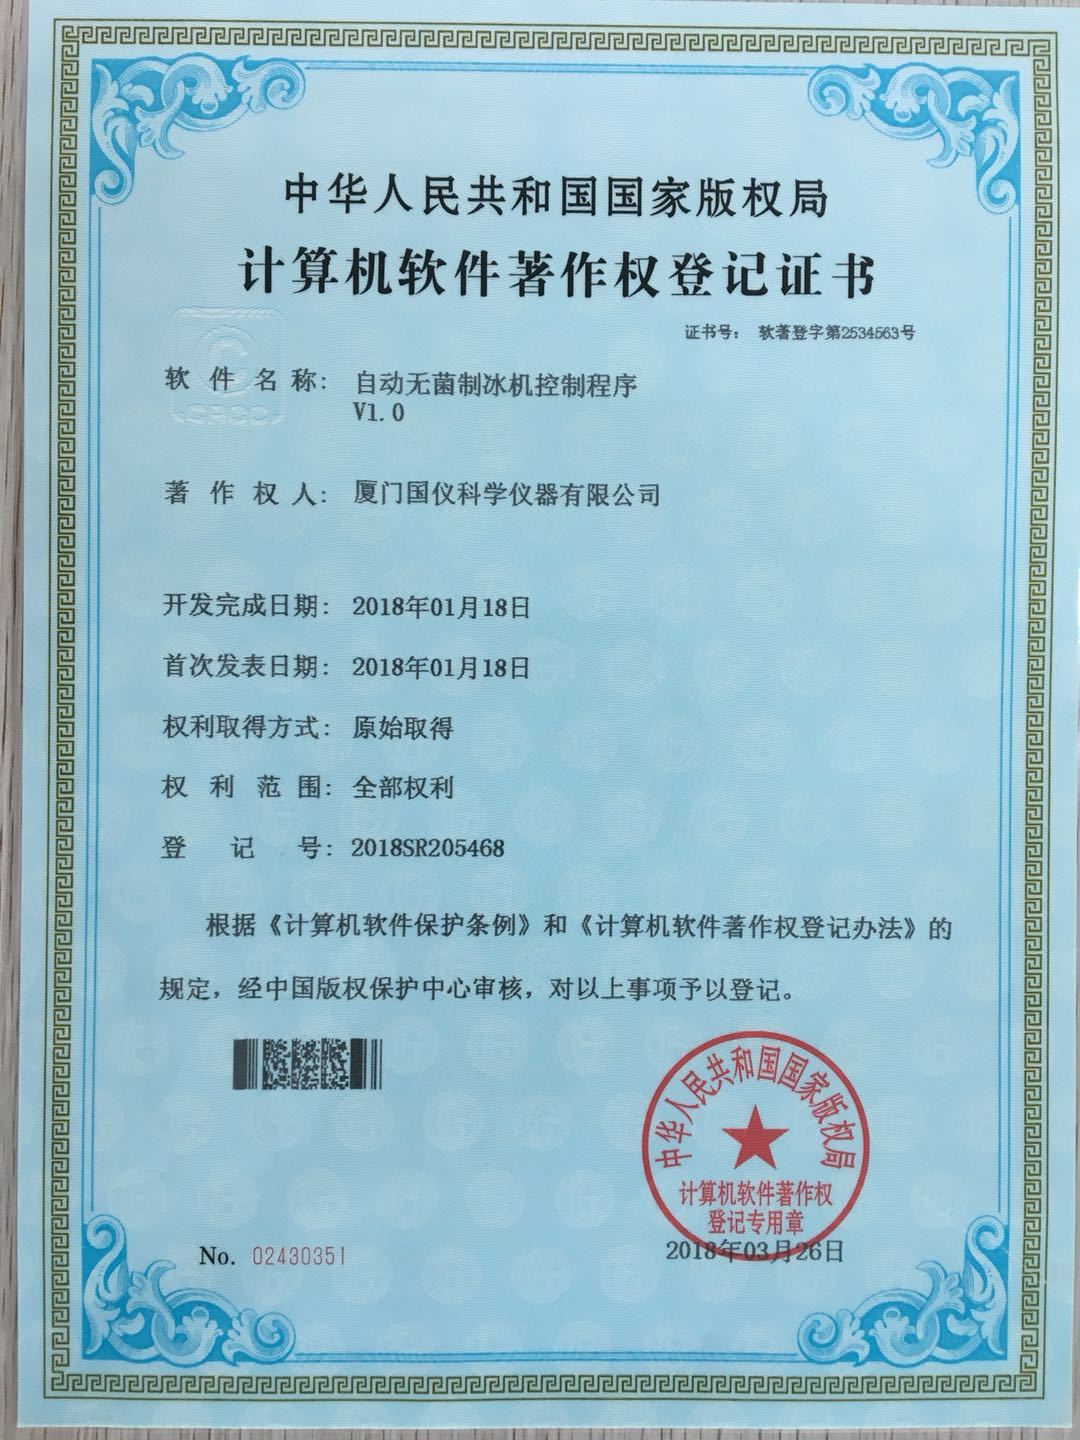 中华人民共和国国家版权局
计算机软件著作权登记证书
证书号： 软著登字第2534563号
软件名称： 自动无菌制冰机控制程序
V1.0
著作权人： 厦门国仪科学仪器有限公司
开发完成日期： 2018年01月18日
首次发表日期： 2018年01月18日
权利取得方式： 原始取得
权利范围： 全部权利
登记号： 2018SR205468
根据《计算机软件保护条例》和《计算机软件著作权登记办法》的
规定，经中国版权保护中心审核，对以上事项予以登记。
中华人民共和国国家版权局
计算机软件著作权
登记专用章
No. 02430351
2018年03月26日